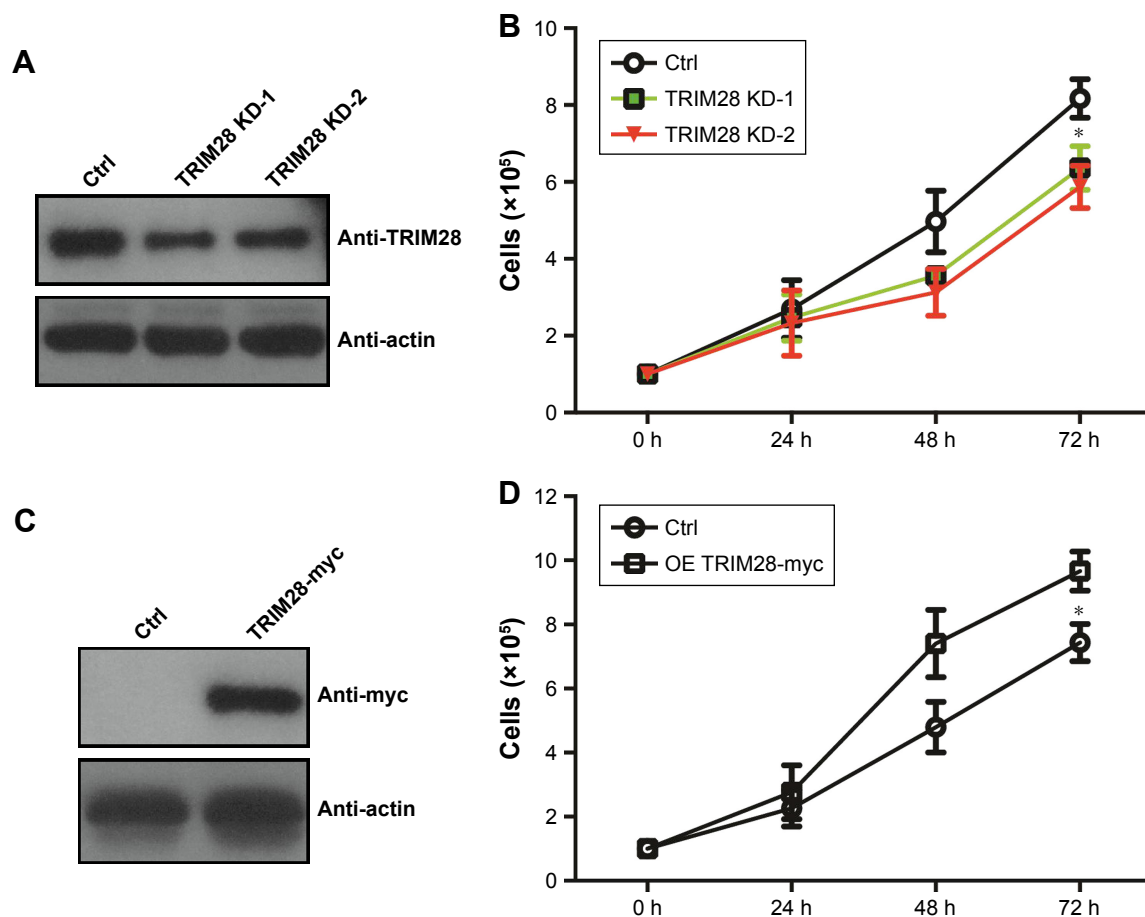 A
Ctrl
TRIM28 KD-1
TRIM28 KD-2
Anti-TRIM28
Anti-actin
B
Cells (×10⁵)
10
8
6
4
2
0
Ctrl
TRIM28 KD-1
TRIM28 KD-2
*
0 h 24 h 48 h 72 h
C
Ctrl
TRIM28-myc
Anti-myc
Anti-actin
D
Cells (×10⁵)
12
10
8
6
4
2
0
Ctrl
OE TRIM28-myc
*
0 h 24 h 48 h 72 h